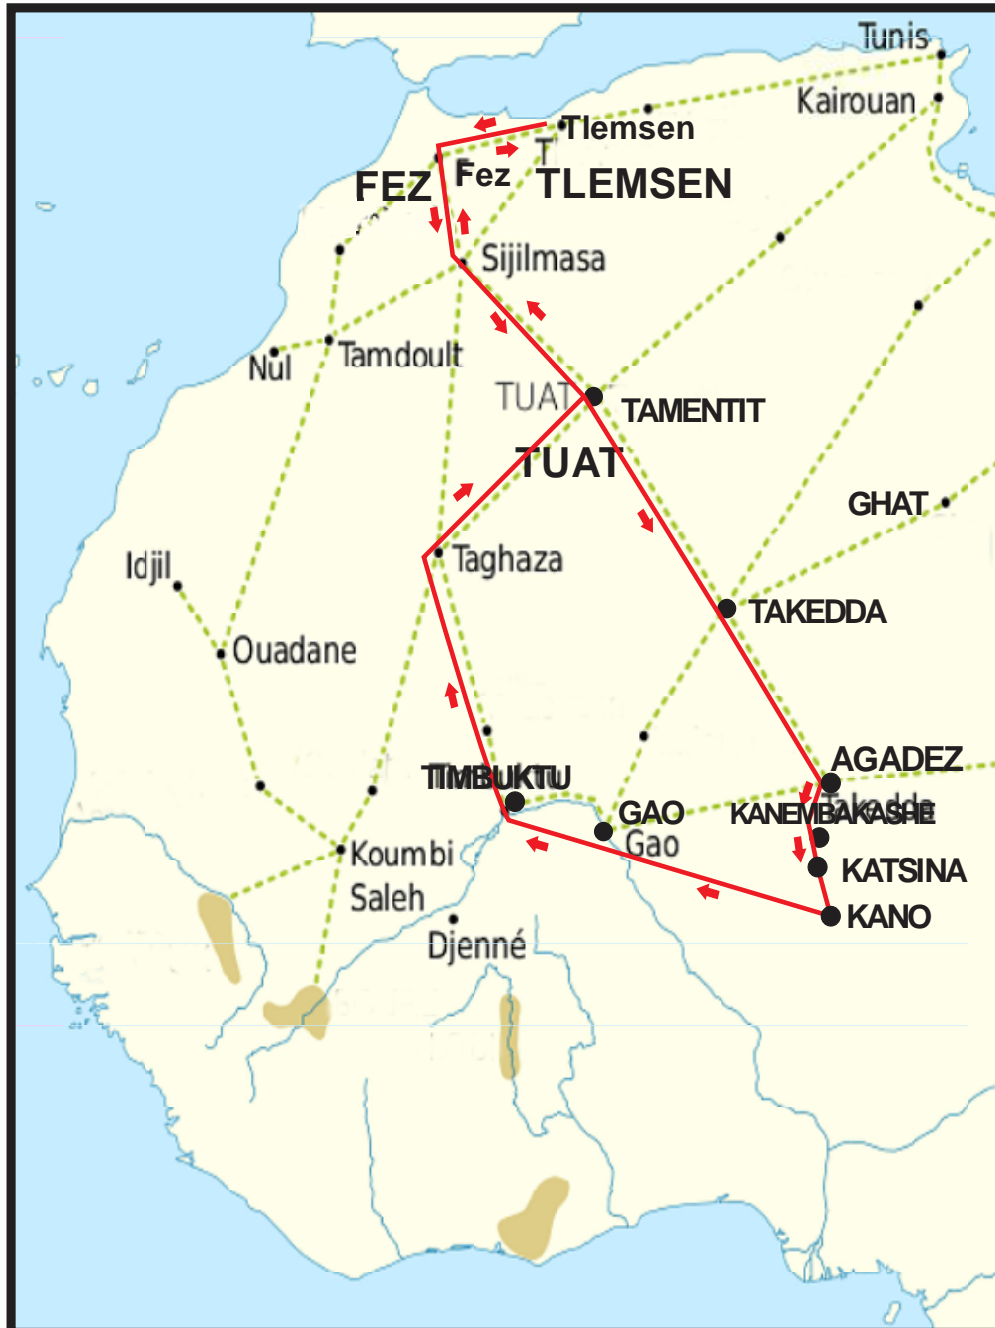 Tunis
Kairouan
Tlemsen
T
Fez
FEZ
TLEMSEN
Sijilmasa
Tamdoult
Nul
TUAT
TAMENTIT
TUAT
GHAT
Idjil
Taghaza
TAKEDDA
Ouadane
AGADEZ
TIMBUKTU
GAO
KANEMBAKASHE
Gao
Koumbi
Saleh
KATSINA
KANO
Djenné